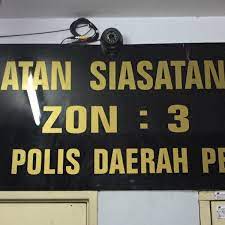 ATAN SIASATAN
ZON : 3
POLIS DAERAH PE